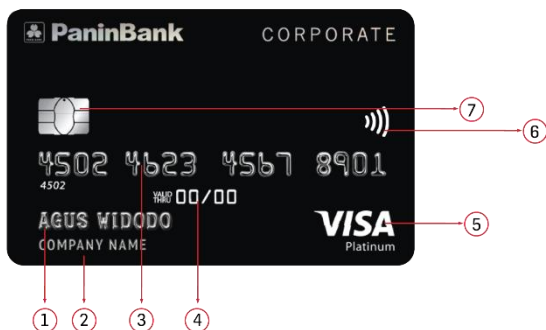 PaninBank CORPORATE
7
6
4502 4623 4567 8901
4502
VALID THRU 00/00
AGUS WIDODO
VISA 5
COMPANY NAME
Platinum
1 2 3 4